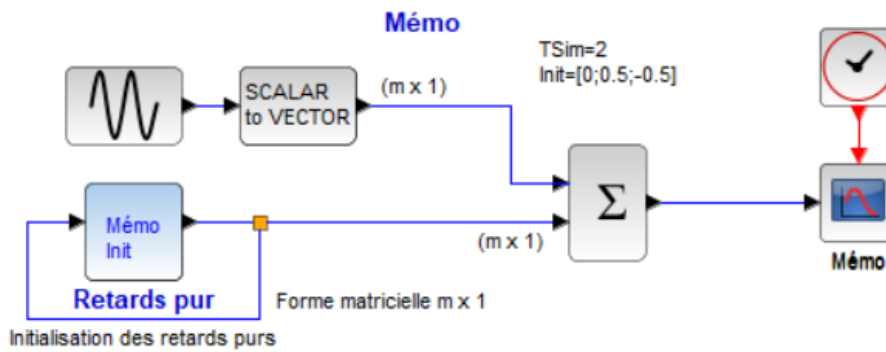 Mémo
TSim=2
Init=[0;0.5;-0.5]
SCALAR
to VECTOR
(m x 1)
Σ
Mémo
Init
(m x 1)
Mémo
Retards pur
Forme matricielle m x 1
Initialisation des retards purs